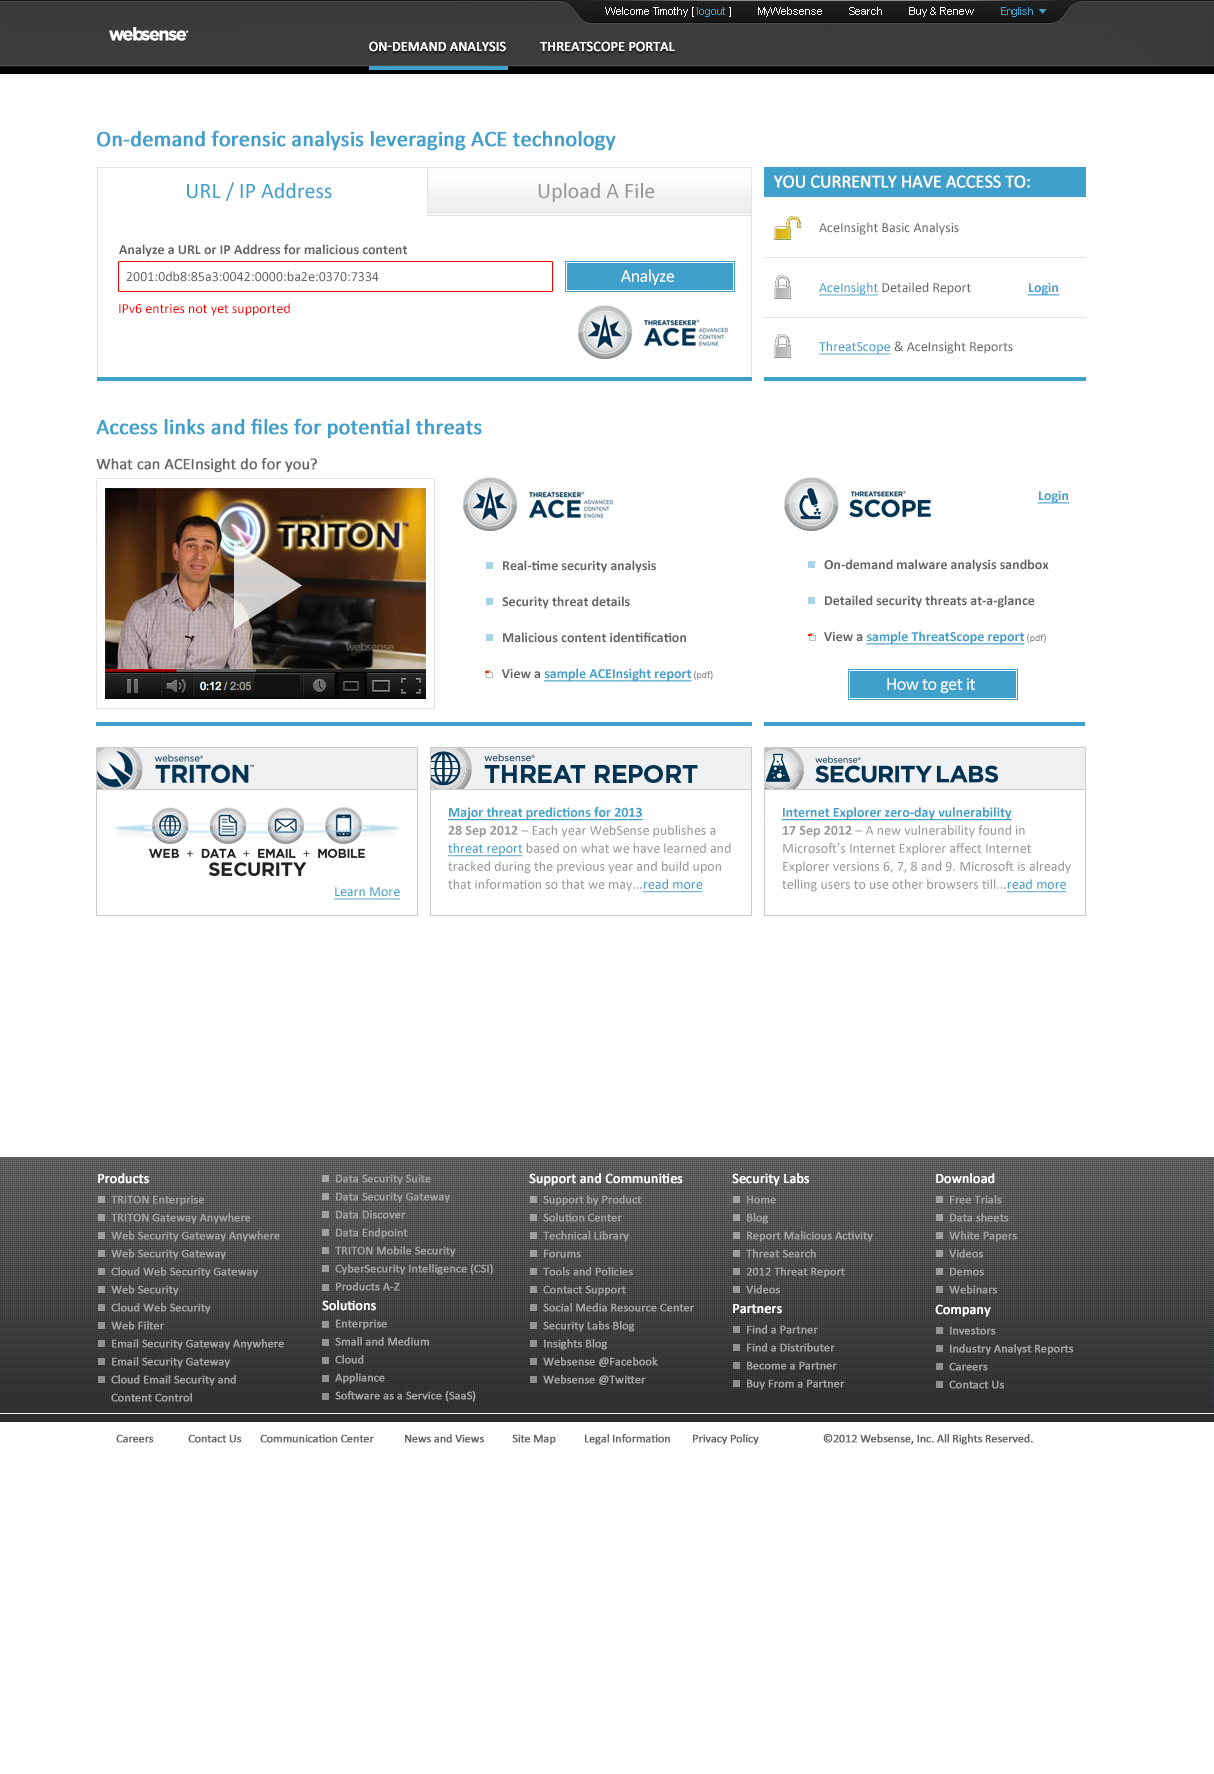 Welcome Timothy [ logout ]
MyWebsense
Search
Buy & Renew
English
websense®
ON-DEMAND ANALYSIS
THREATSCOPE PORTAL
On-demand forensic analysis leveraging ACE technology
URL / IP Address
Upload A File
Analyze a URL or IP Address for malicious content
2001:0db8:85a3:0042:0000:ba2e:0370:7334
Analyze
IPv6 entries not yet supported
THREATSEEKER®
ACE ADVANCED
CONTENT
ENGINE
YOU CURRENTLY HAVE ACCESS TO:
AceInsight Basic Analysis
AceInsight Detailed Report
Login
ThreatScope & AceInsight Reports
Access links and files for potential threats
What can ACEInsight do for you?
TRITON™
websense
0:12 / 2:05
THREATSEEKER®
ACE ADVANCED
CONTENT
ENGINE
Real-time security analysis
Security threat details
Malicious content identification
View a sample ACEInsight report (pdf)
THREATSEEKER®
SCOPE
Login
On-demand malware analysis sandbox
Detailed security threats at-a-glance
View a sample ThreatScope report (pdf)
How to get it
websense®
TRITON™
WEB + DATA + EMAIL + MOBILE
SECURITY
Learn More
websense®
THREAT REPORT
Major threat predictions for 2013
28 Sep 2012 – Each year WebSense publishes a
threat report based on what we have learned and
tracked during the previous year and build upon
that information so that we may...read more
websense®
SECURITY LABS
Internet Explorer zero-day vulnerability
17 Sep 2012 – A new vulnerability found in
Microsoft's Internet Explorer affect Internet
Explorer versions 6, 7, 8 and 9. Microsoft is already
telling users to use other browsers till...read more
Products
TRITON Enterprise
TRITON Gateway Anywhere
Web Security Gateway Anywhere
Web Security Gateway
Cloud Web Security Gateway
Web Security
Cloud Web Security
Web Filter
Email Security Gateway Anywhere
Email Security Gateway
Cloud Email Security and
Content Control
Data Security Suite
Data Security Gateway
Data Discover
Data Endpoint
TRITON Mobile Security
CyberSecurity Intelligence (CSI)
Products A-Z
Solutions
Enterprise
Small and Medium
Cloud
Appliance
Software as a Service (SaaS)
Support and Communities
Support by Product
Solution Center
Technical Library
Forums
Tools and Policies
Contact Support
Social Media Resource Center
Security Labs Blog
Insights Blog
Websense @Facebook
Websense @Twitter
Security Labs
Home
Blog
Report Malicious Activity
Threat Search
2012 Threat Report
Videos
Partners
Find a Partner
Find a Distributer
Become a Partner
Buy From a Partner
Download
Free Trials
Data sheets
White Papers
Videos
Demos
Webinars
Company
Investors
Industry Analyst Reports
Careers
Contact Us
Careers
Contact Us
Communication Center
News and Views
Site Map
Legal Information
Privacy Policy
©2012 Websense, Inc. All Rights Reserved.